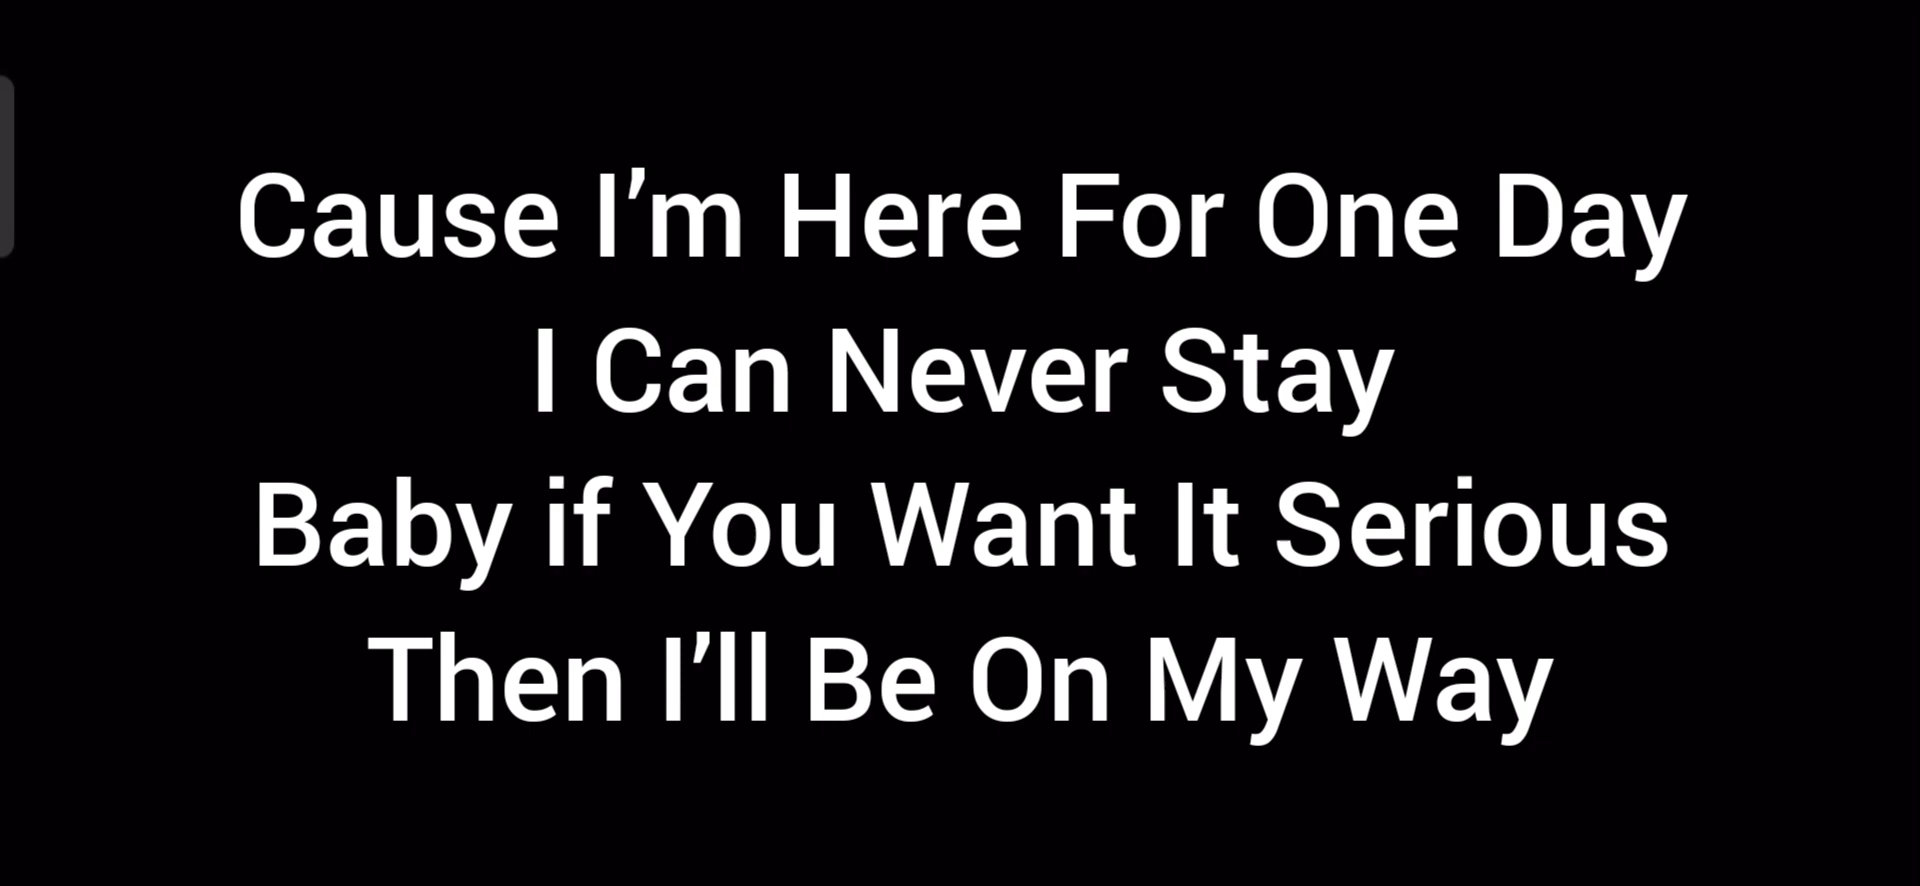 Cause I’m Here For One Day
I Can Never Stay
Baby if You Want It Serious
Then I’ll Be On My Way